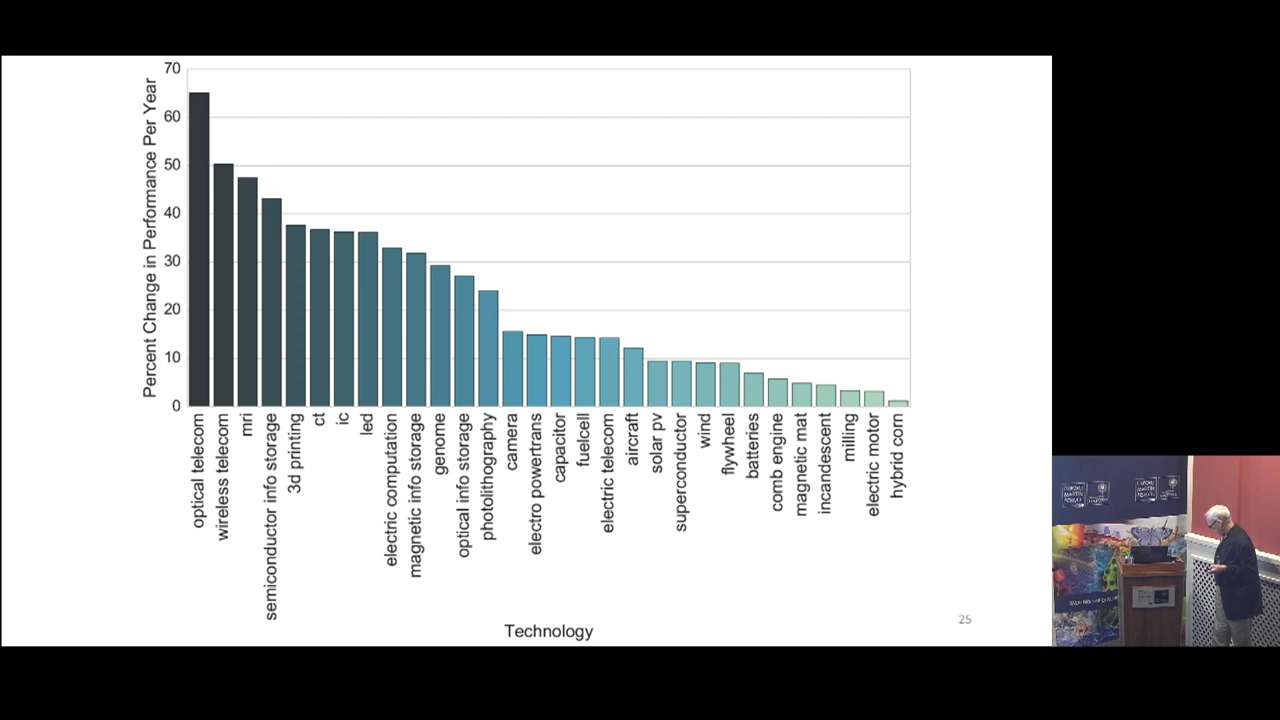 70
60
50
40
30
20
10
0
Percent Change in Performance Per Year
optical telecom
wireless telecom
mri
semiconductor info storage
3d printing
ct
ic
led
electric computation
magnetic info storage
genome
optical info storage
photolithography
camera
electro powertrans
capacitor
fuelcell
electric telecom
aircraft
solar pv
superconductor
wind
flywheel
batteries
comb engine
magnetic mat
incandescent
milling
electric motor
hybrid corn
Technology
25
OXFORD
MARTIN
SCHOOL